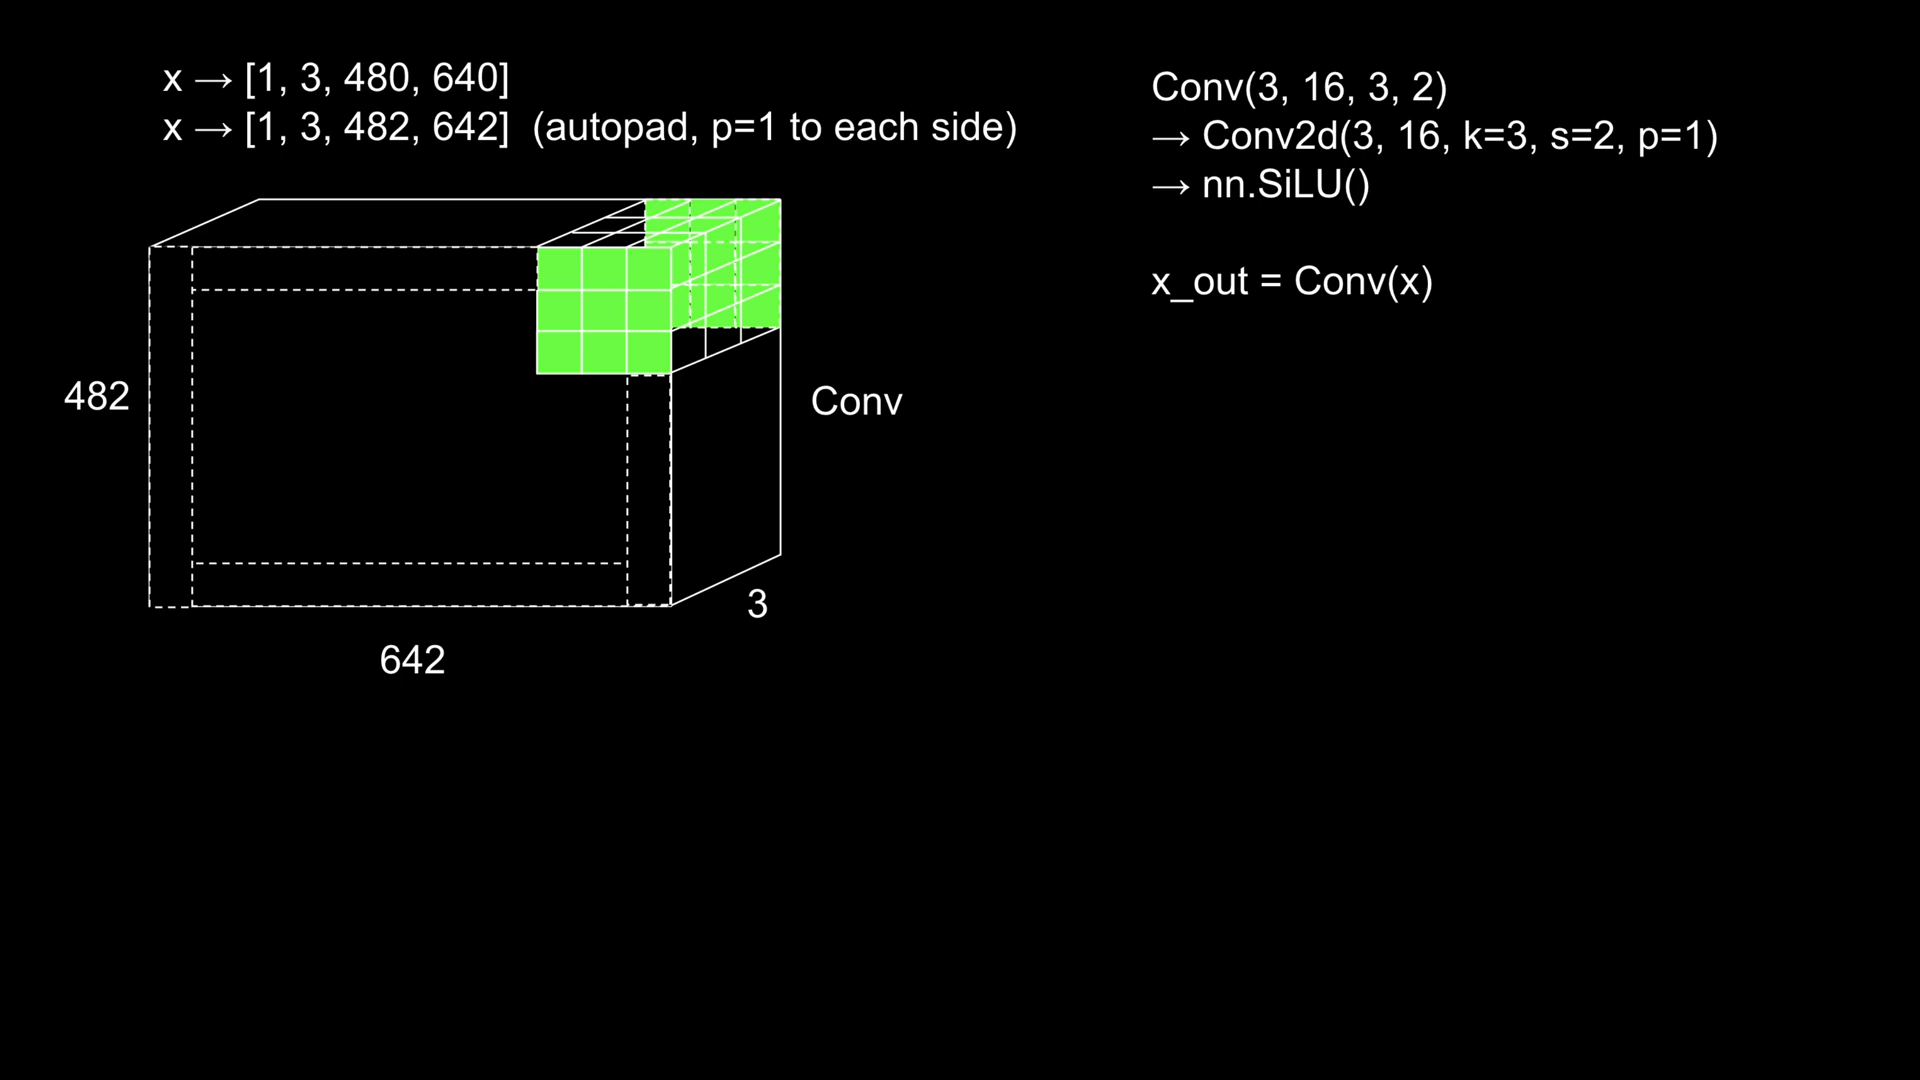 x → [1, 3, 480, 640]
x → [1, 3, 482, 642]  (autopad, p=1 to each side)
Conv(3, 16, 3, 2)
→ Conv2d(3, 16, k=3, s=2, p=1)
→ nn.SiLU()
x_out = Conv(x)
482
Conv
3
642